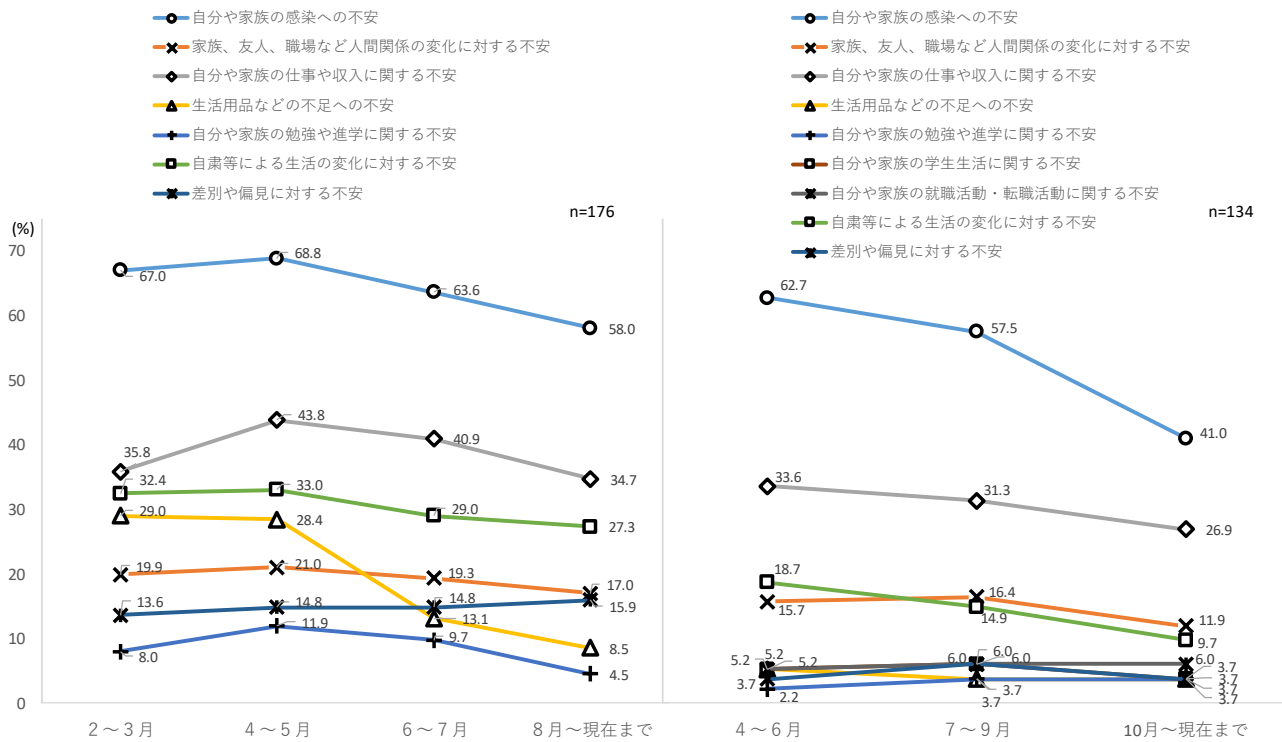 自分や家族の感染への不安
家族、友人、職場など人間関係の変化に対する不安
自分や家族の仕事や収入に関する不安
生活用品などの不足への不安
自分や家族の勉強や進学に関する不安
自粛等による生活の変化に対する不安
差別や偏見に対する不安
n=176
(%)
70
60
50
40
30
20
10
0
67.0
68.8
63.6
58.0
35.8
43.8
40.9
34.7
32.4
33.0
29.0
27.3
29.0
28.4
13.1
8.5
19.9
21.0
19.3
17.0
13.6
14.8
14.8
15.9
8.0
11.9
9.7
4.5
2～3月
4～5月
6～7月
8月～現在まで
自分や家族の感染への不安
家族、友人、職場など人間関係の変化に対する不安
自分や家族の仕事や収入に関する不安
生活用品などの不足への不安
自分や家族の勉強や進学に関する不安
自分や家族の学生生活に関する不安
自分や家族の就職活動・転職活動に関する不安
自粛等による生活の変化に対する不安
差別や偏見に対する不安
n=134
62.7
57.5
41.0
33.6
31.3
26.9
18.7
14.9
9.7
15.7
16.4
11.9
5.2
5.2
5.2
3.7
2.2
6.0
6.0
6.0
3.7
3.7
6.0
3.7
3.7
3.7
3.7
4～6月
7～9月
10月～現在まで